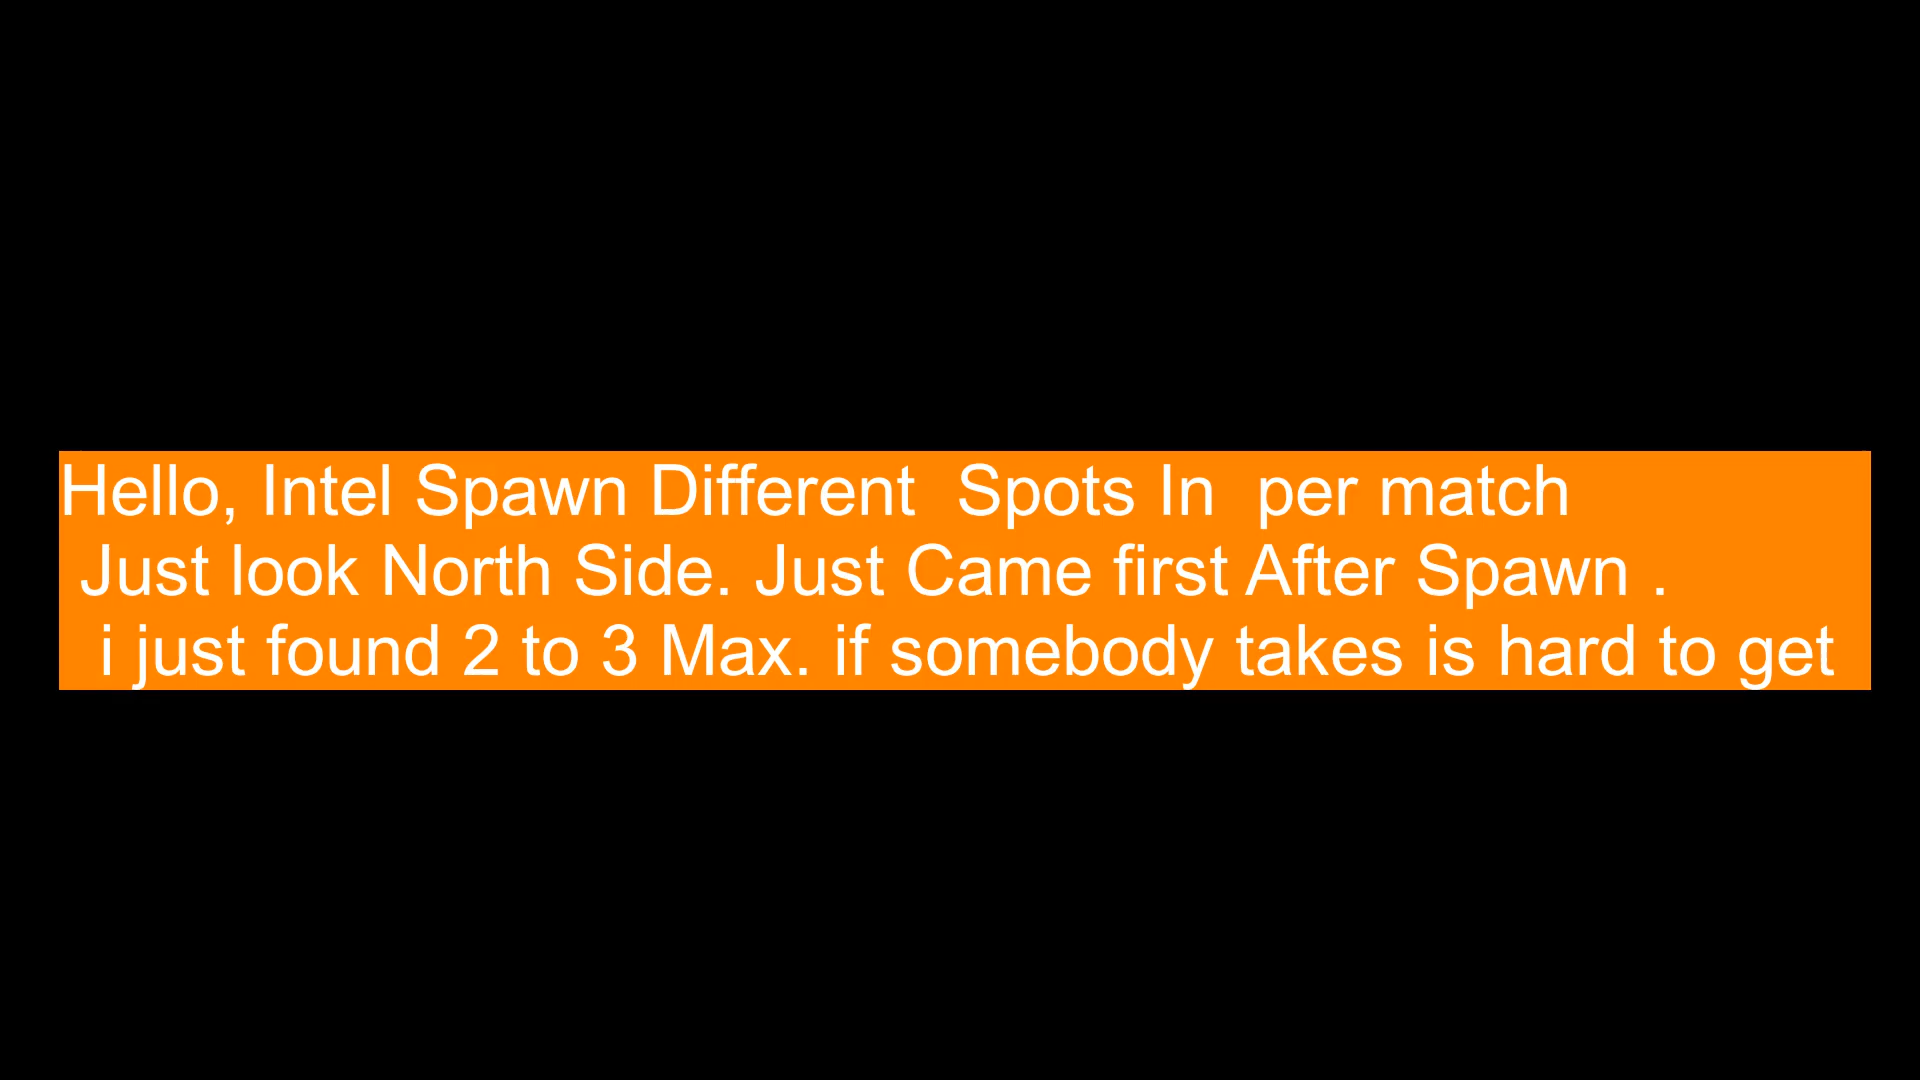 Hello, Intel Spawn Different  Spots In  per match
Just look North Side. Just Came first After Spawn .
i just found 2 to 3 Max. if somebody takes is hard to get